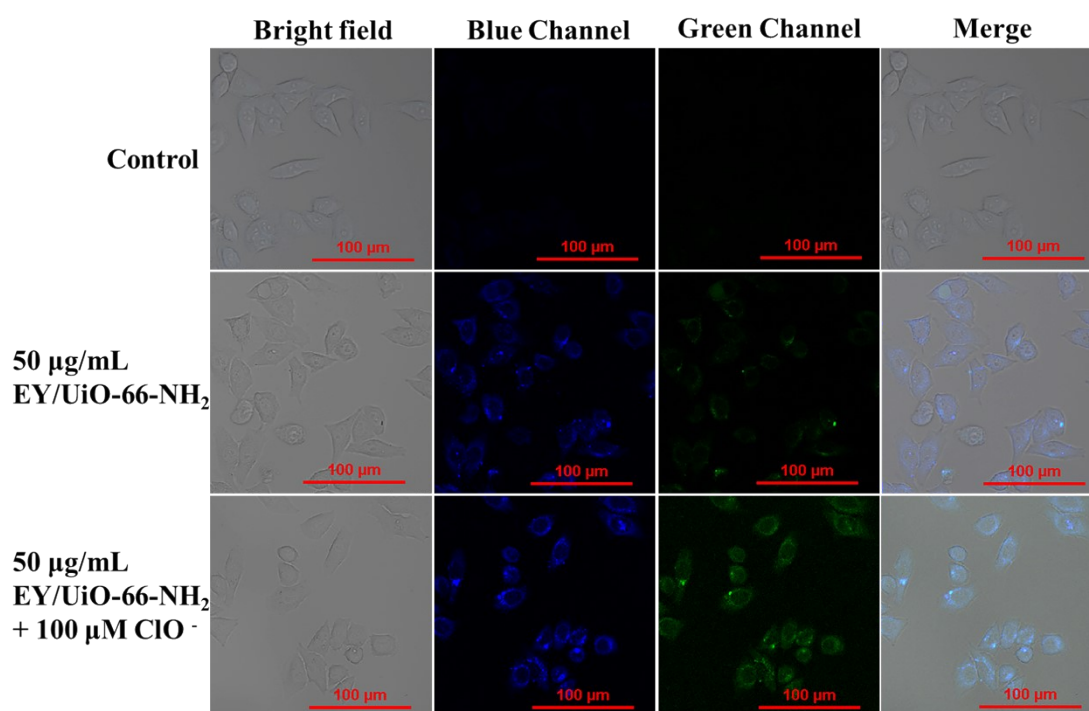 Bright field
Blue Channel
Green Channel
Merge
Control
100 µm
100 µm
100 µm
100 µm
50 µg/mL
EY/UiO-66-NH₂
100 µm
100 µm
100 µm
100 µm
50 µg/mL
EY/UiO-66-NH₂
+ 100 µM ClO ⁻
100 µm
100 µm
100 µm
100 µm